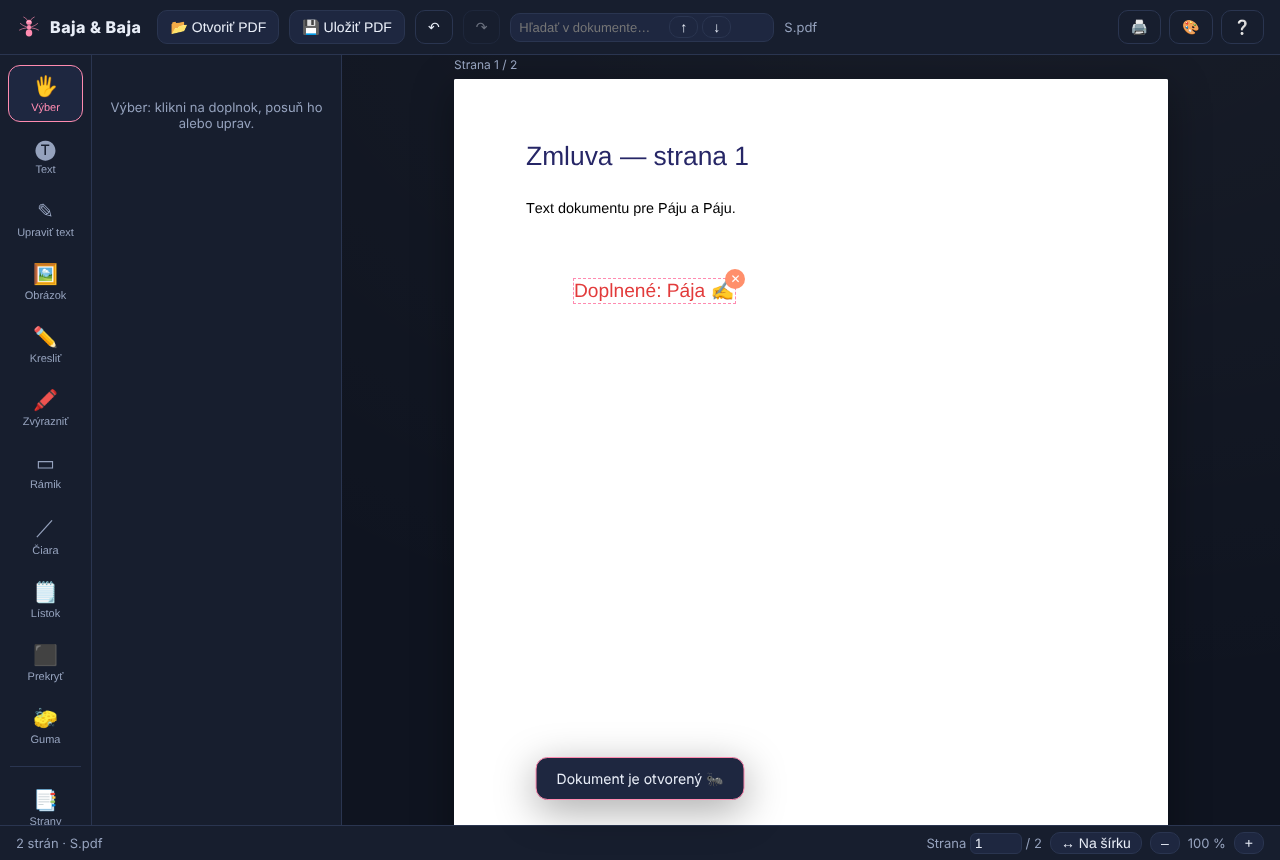 Baja & Baja
📂 Otvoriť PDF
💾 Uložiť PDF
Hľadať v dokumente…
S.pdf
Výber
Text
Upraviť text
Obrázok
Kresliť
Zvýrazniť
Rámik
Čiara
Lístok
Prekryť
Guma
Strany
Výber: klikni na doplnok, posuň ho
alebo uprav.
Strana 1 / 2
Zmluva — strana 1
Text dokumentu pre Páju a Páju.
Doplnené: Pája ✍️
Dokument je otvorený 🐜
2 strán · S.pdf
Strana 1 / 2
↔ Na šírku
– 100 % +